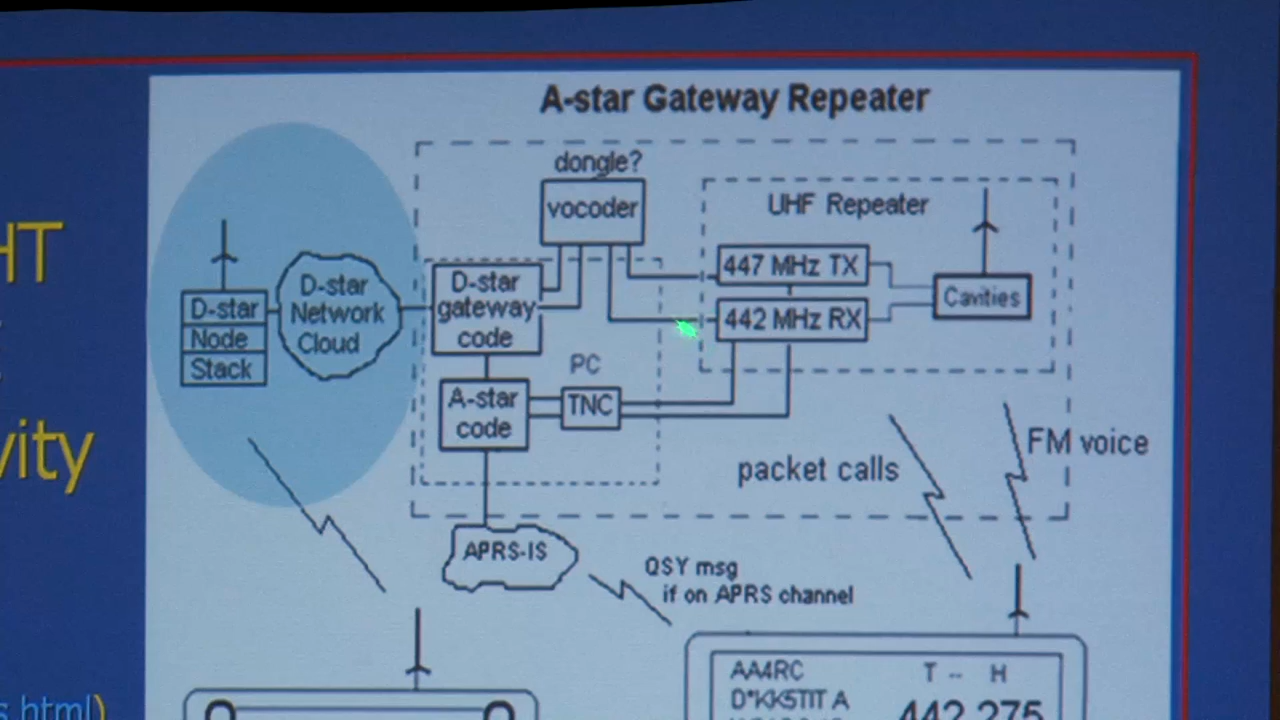 A-star Gateway Repeater
dongle?
vocoder
UHF Repeater
447 MHz TX
442 MHz RX
Cavities
D-star
Node
Stack
D-star
Network
Cloud
D-star
gateway
code
PC
A-star
code
TNC
packet calls
FM voice
APRS-IS
QSY msg
if on APRS channel
AA4RC
T -- H
D*KK5TIT A
442.275
HT
vity
s.html)